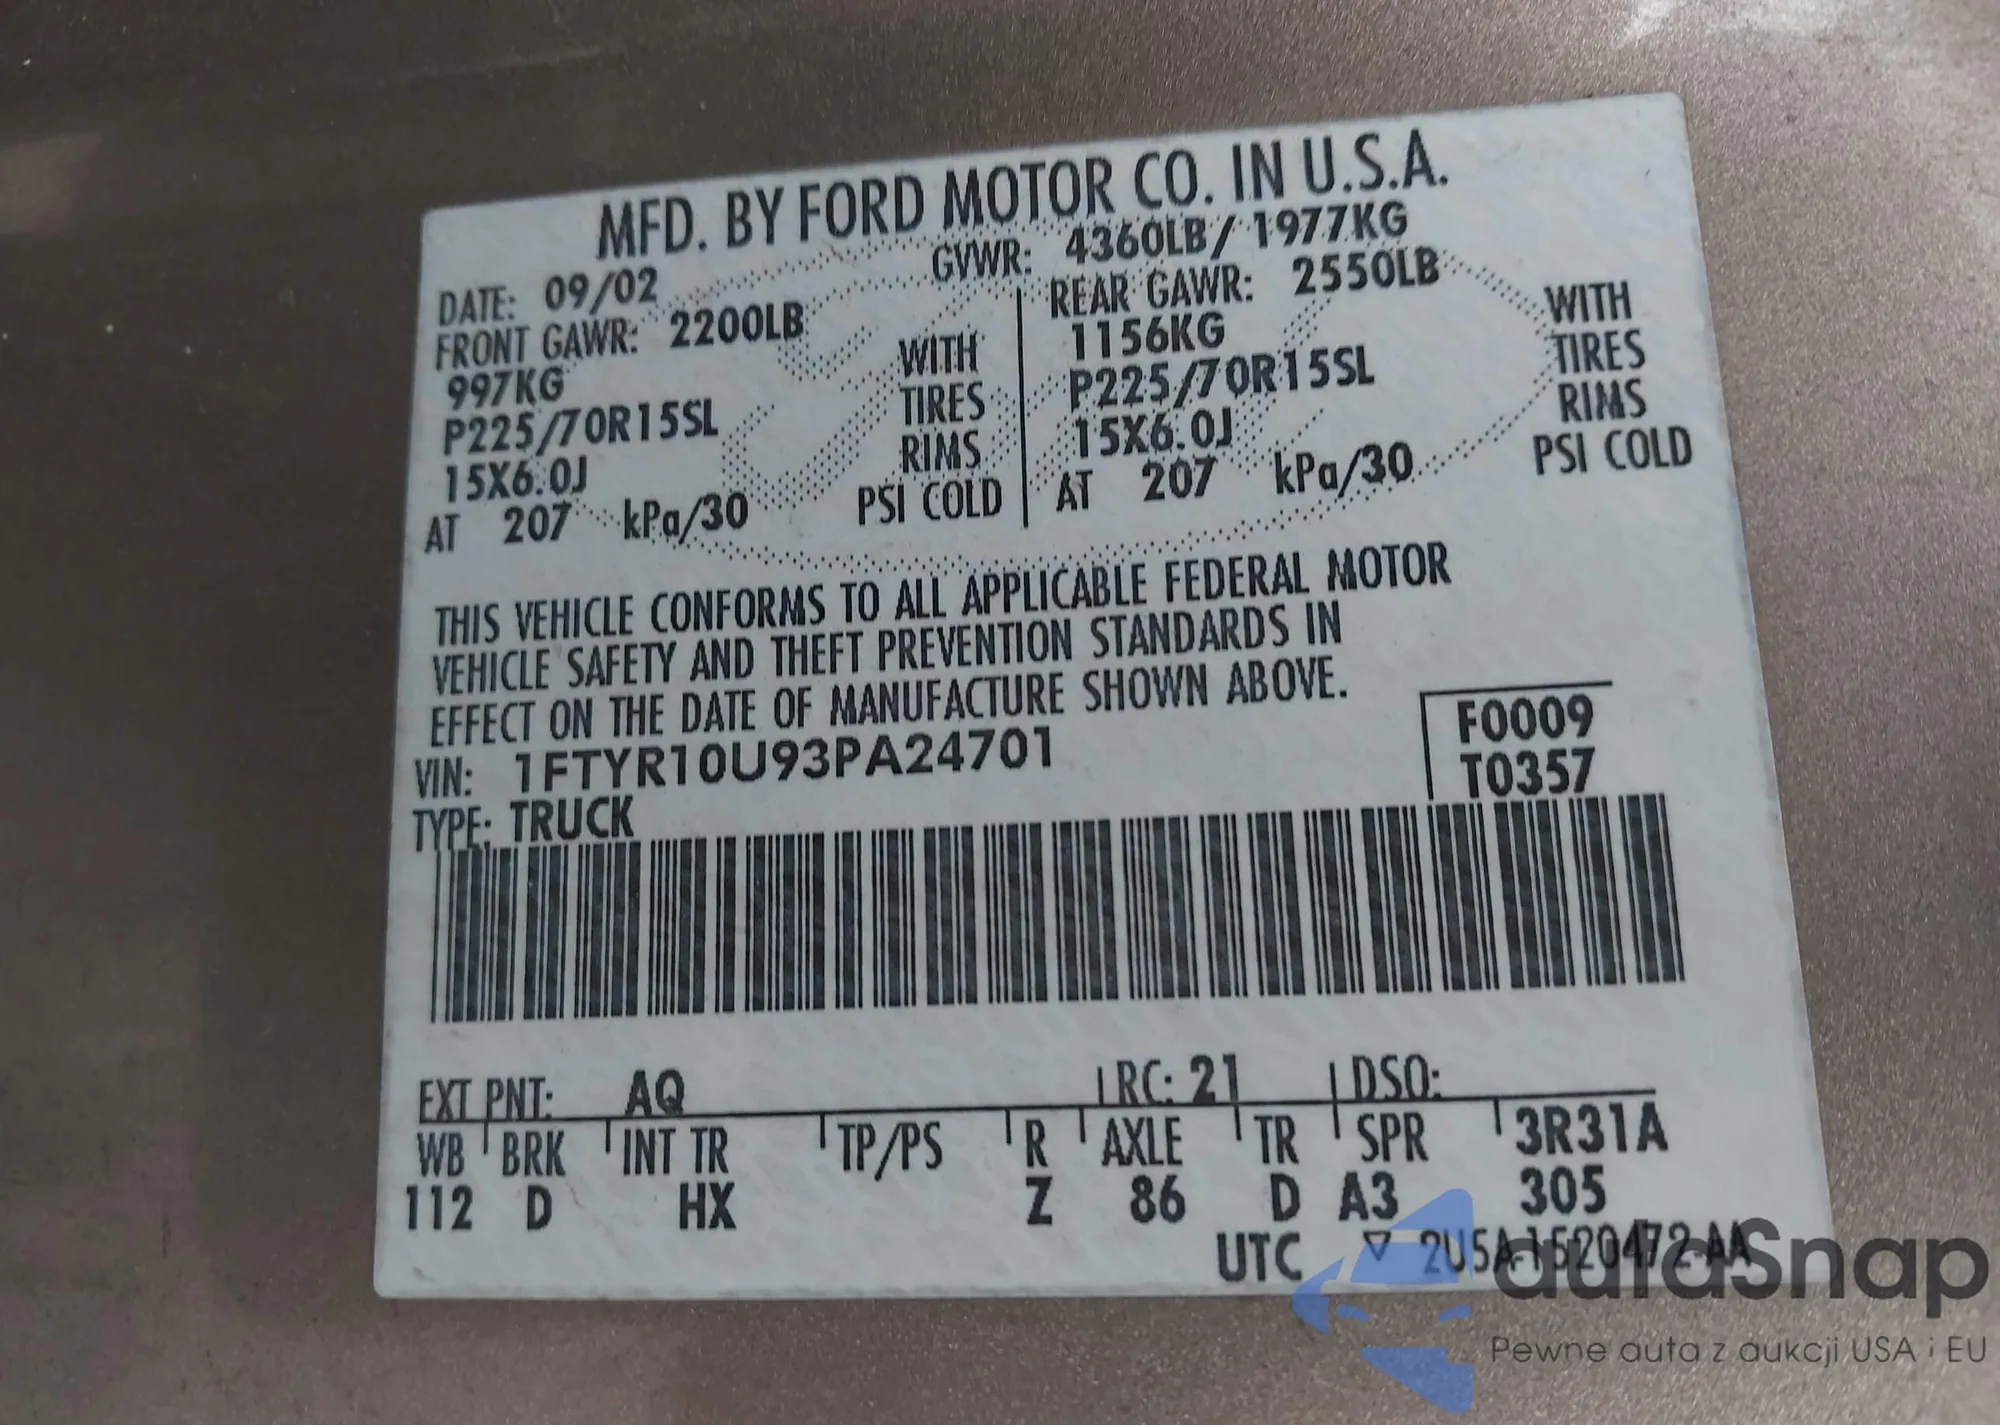 MFD. BY FORD MOTOR CO. IN U.S.A.
DATE: 09/02 GVWR: 4360LB/ 1977KG
FRONT GAWR: 2200LB REAR GAWR: 2550LB
997KG WITH 1156KG WITH
P225/70R15SL TIRES P225/70R15SL TIRES
15X6.0J RIMS 15X6.0J RIMS
AT 207 kPa/30 PSI COLD AT 207 kPa/30 PSI COLD
THIS VEHICLE CONFORMS TO ALL APPLICABLE FEDERAL MOTOR
VEHICLE SAFETY AND THEFT PREVENTION STANDARDS IN
EFFECT ON THE DATE OF MANUFACTURE SHOWN ABOVE.
F0009
VIN: 1FTYR10U93PA24701 T0357
TYPE: TRUCK
EXT PNT: AQ RC: 21 DSO:
WB BRK INT TR TP/PS R AXLE TR SPR 3R31A
112 D HX Z 86 D A3 305
UTC ▽ 2U5A-1520472-AA
autaSnap
Pewne auta z aukcji USA i EU